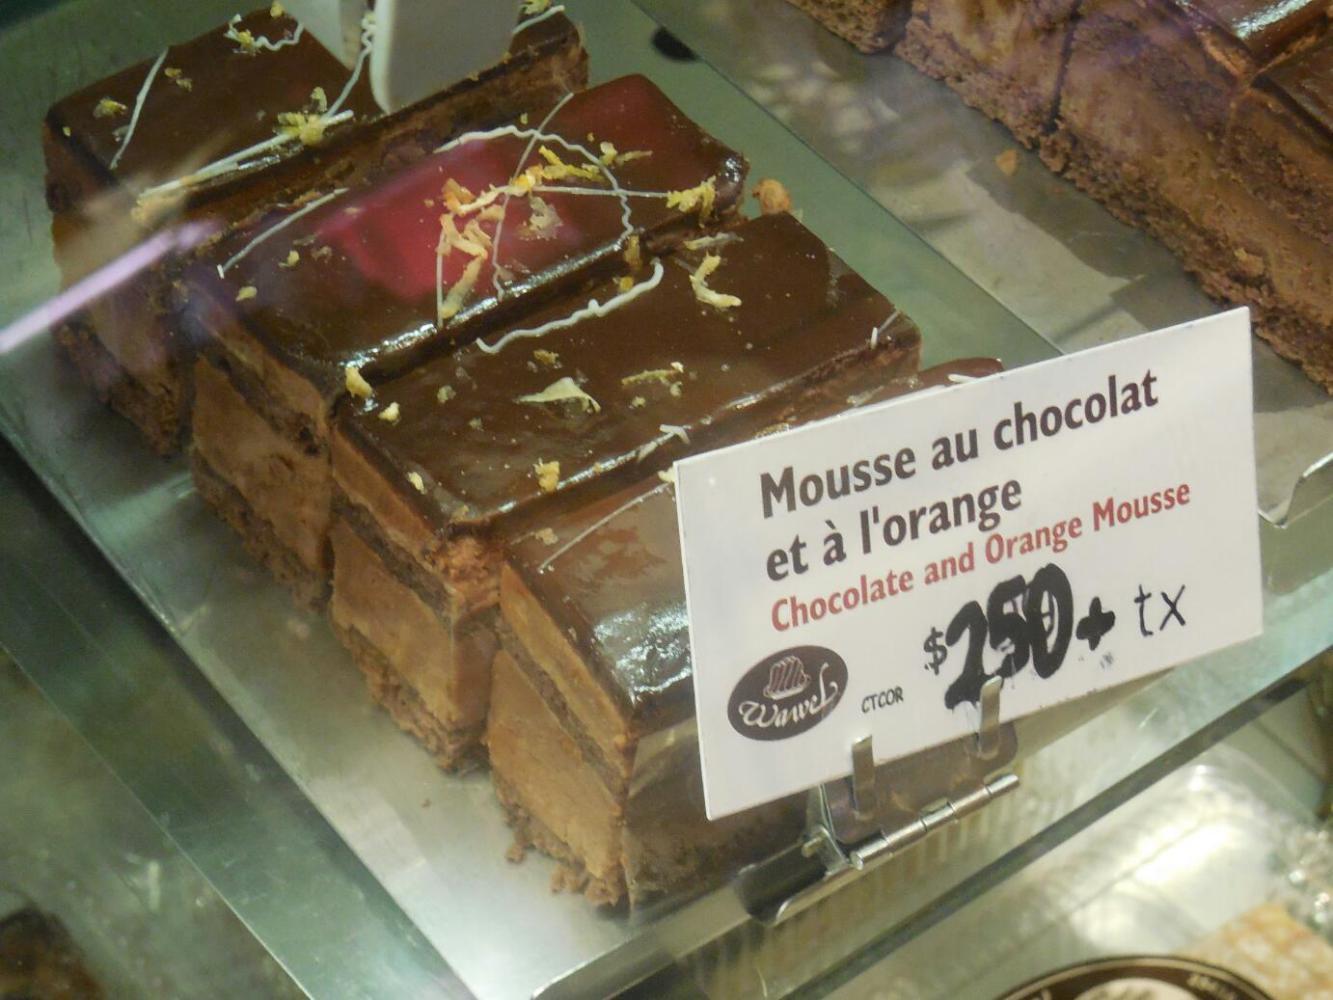 Mousse au chocolat
et à l'orange
Chocolate and Orange Mousse
$250+ tx
Wawel
CTCOR